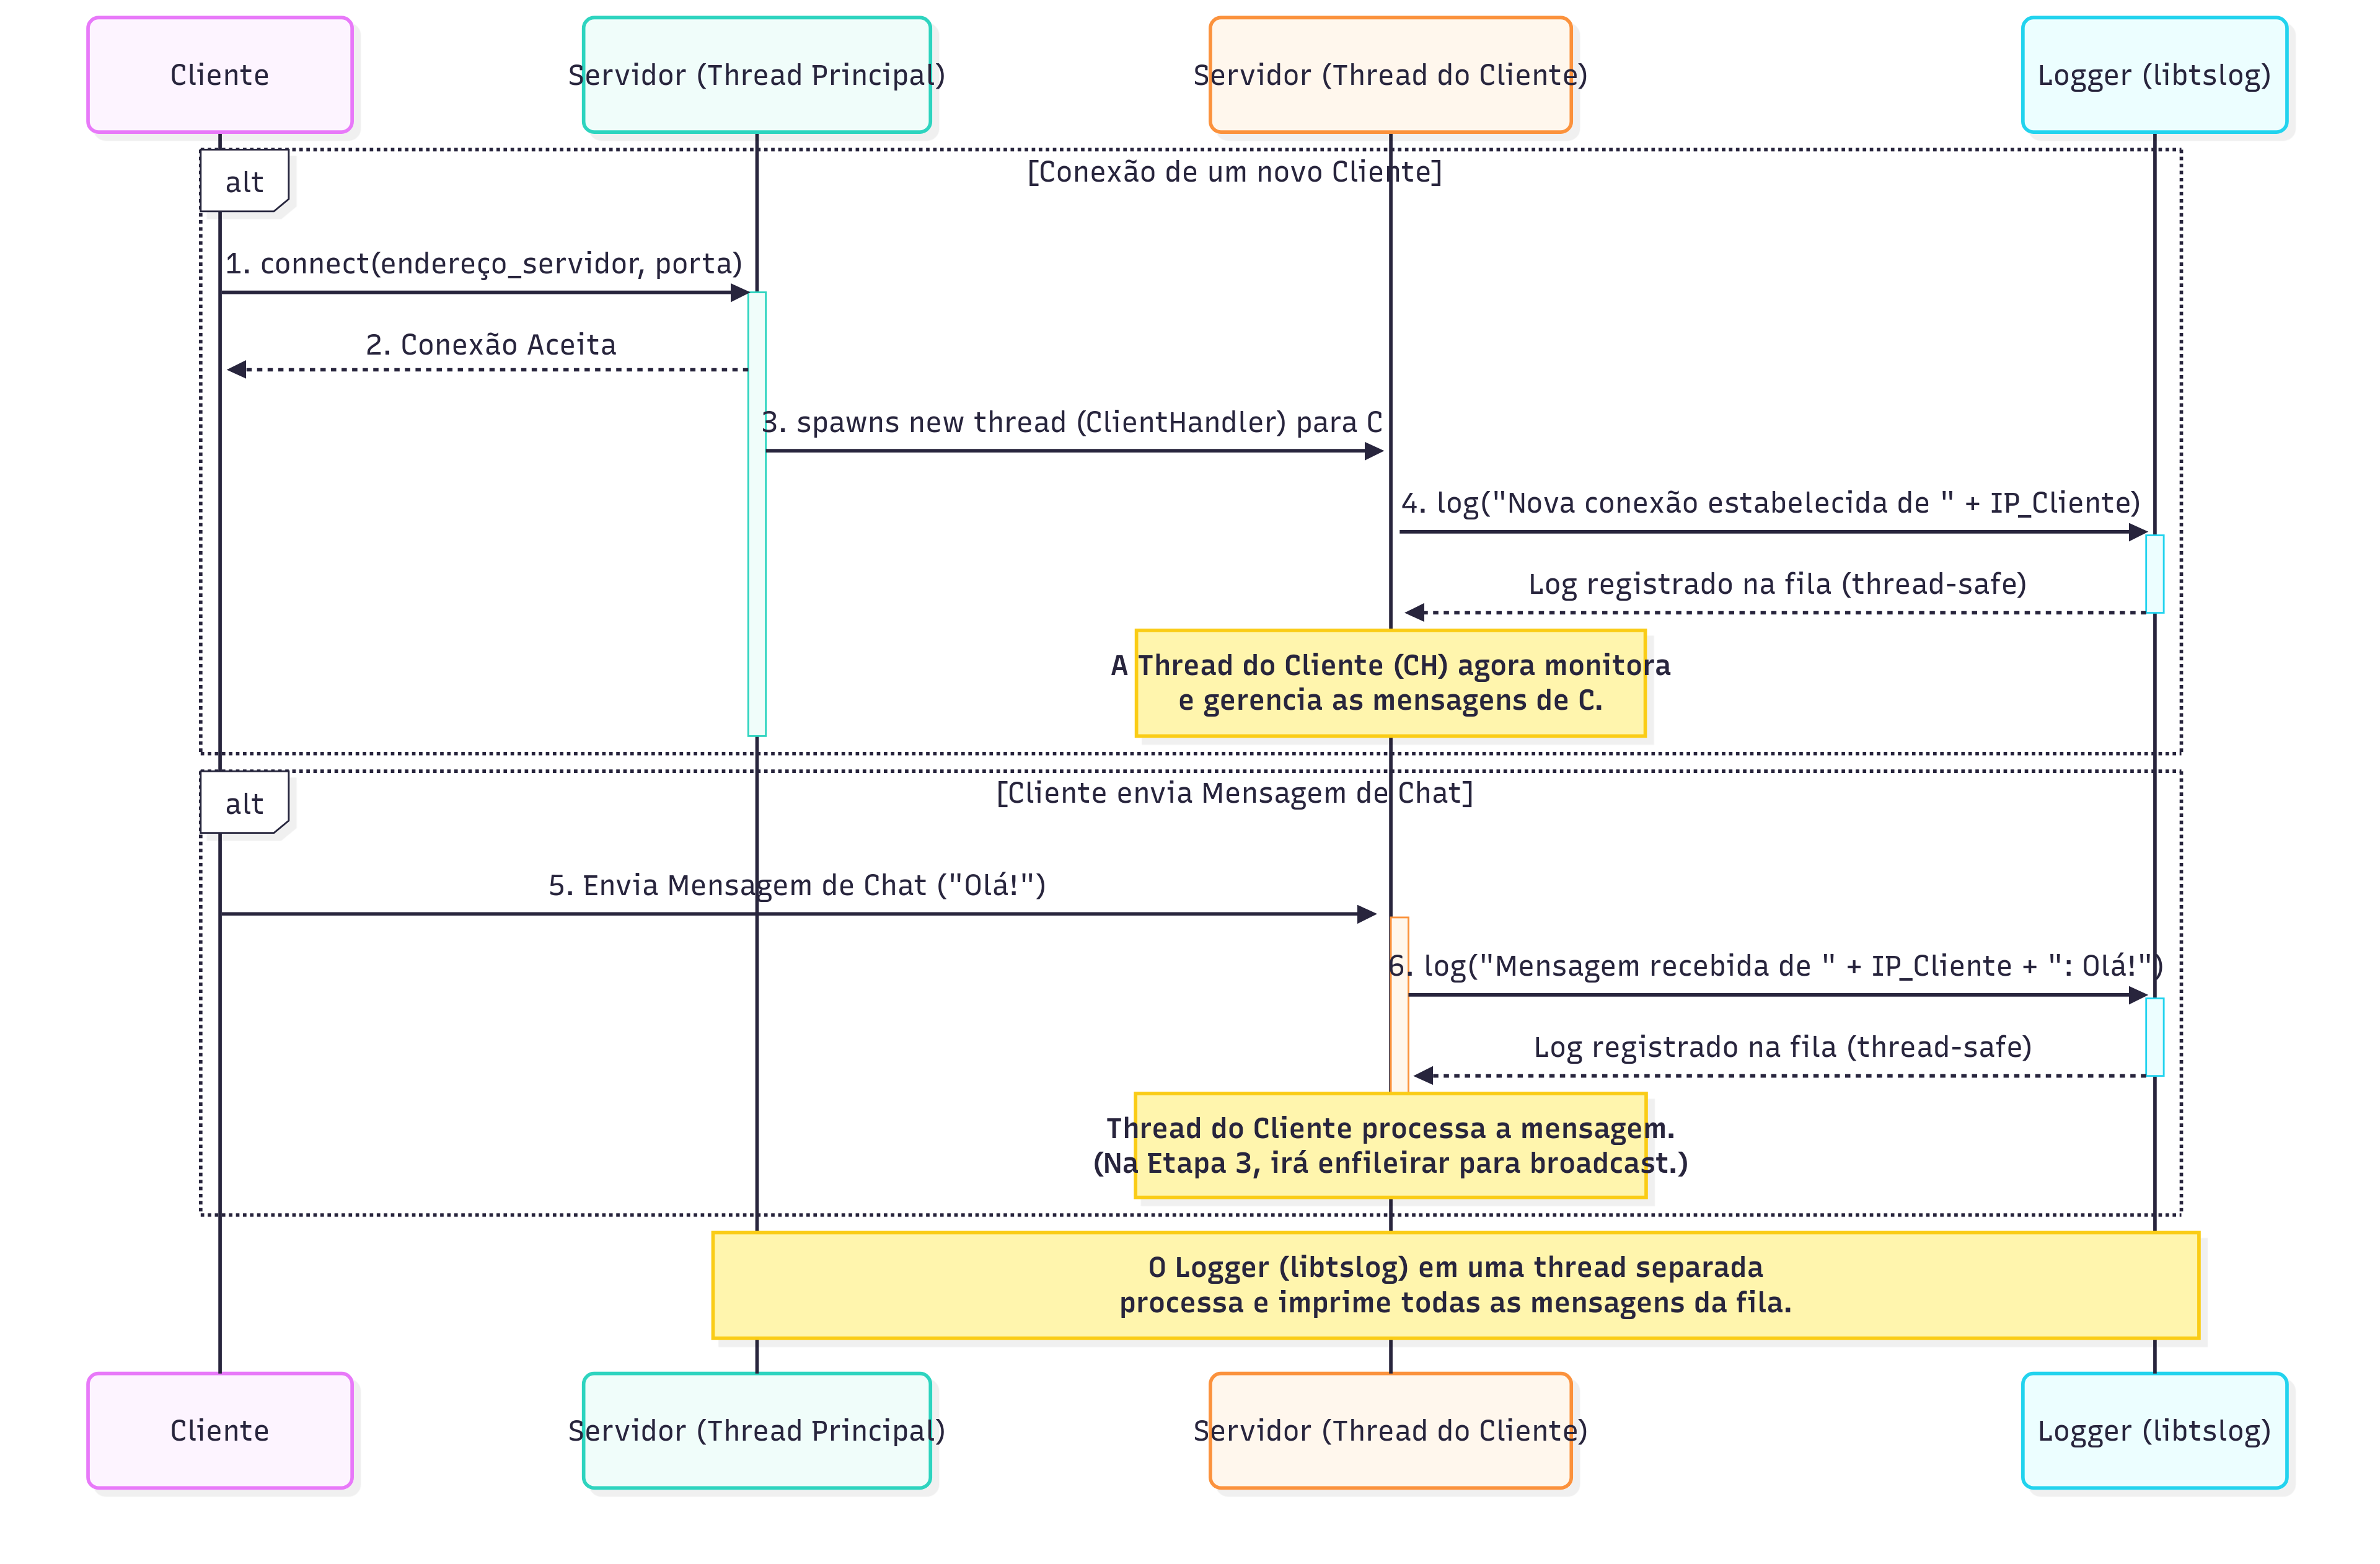 Cliente
Servidor (Thread Principal)
Servidor (Thread do Cliente)
Logger (libtslog)
alt
[Conexão de um novo Cliente]
1. connect(endereço_servidor, porta)
2. Conexão Aceita
3. spawns new thread (ClientHandler) para C
4. log("Nova conexão estabelecida de " + IP_Cliente)
Log registrado na fila (thread-safe)
A Thread do Cliente (CH) agora monitora
e gerencia as mensagens de C.
alt
[Cliente envia Mensagem de Chat]
5. Envia Mensagem de Chat ("Olá!")
6. log("Mensagem recebida de " + IP_Cliente + ": Olá!")
Log registrado na fila (thread-safe)
Thread do Cliente processa a mensagem.
(Na Etapa 3, irá enfileirar para broadcast.)
O Logger (libtslog) em uma thread separada
processa e imprime todas as mensagens da fila.
Cliente
Servidor (Thread Principal)
Servidor (Thread do Cliente)
Logger (libtslog)